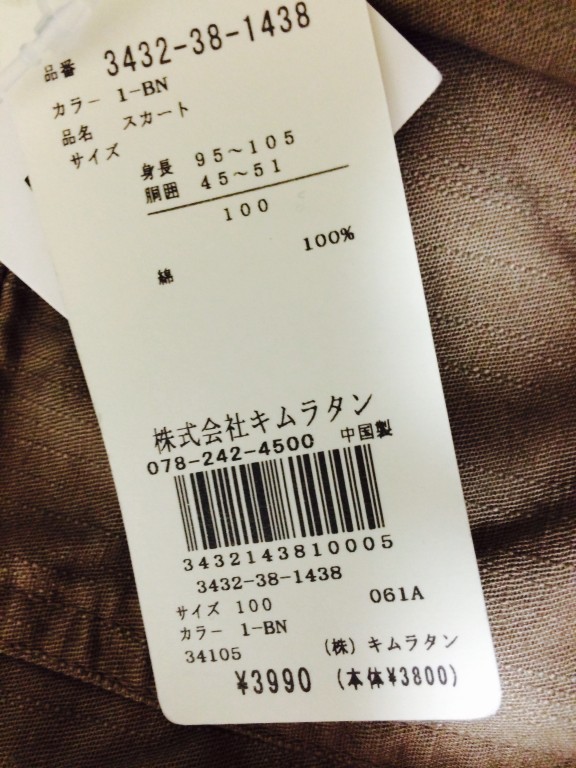 品番 3432-38-1438
カラー 1-BN
品名 スカート
サイズ
身長 95～105
胴囲 45～51
100
綿 100%
株式会社キムラタン
078-242-4500 中国製
3432143810005
3432-38-1438
サイズ 100 061A
カラー 1-BN
34105 (株) キムラタン
¥3990 (本体¥3800)